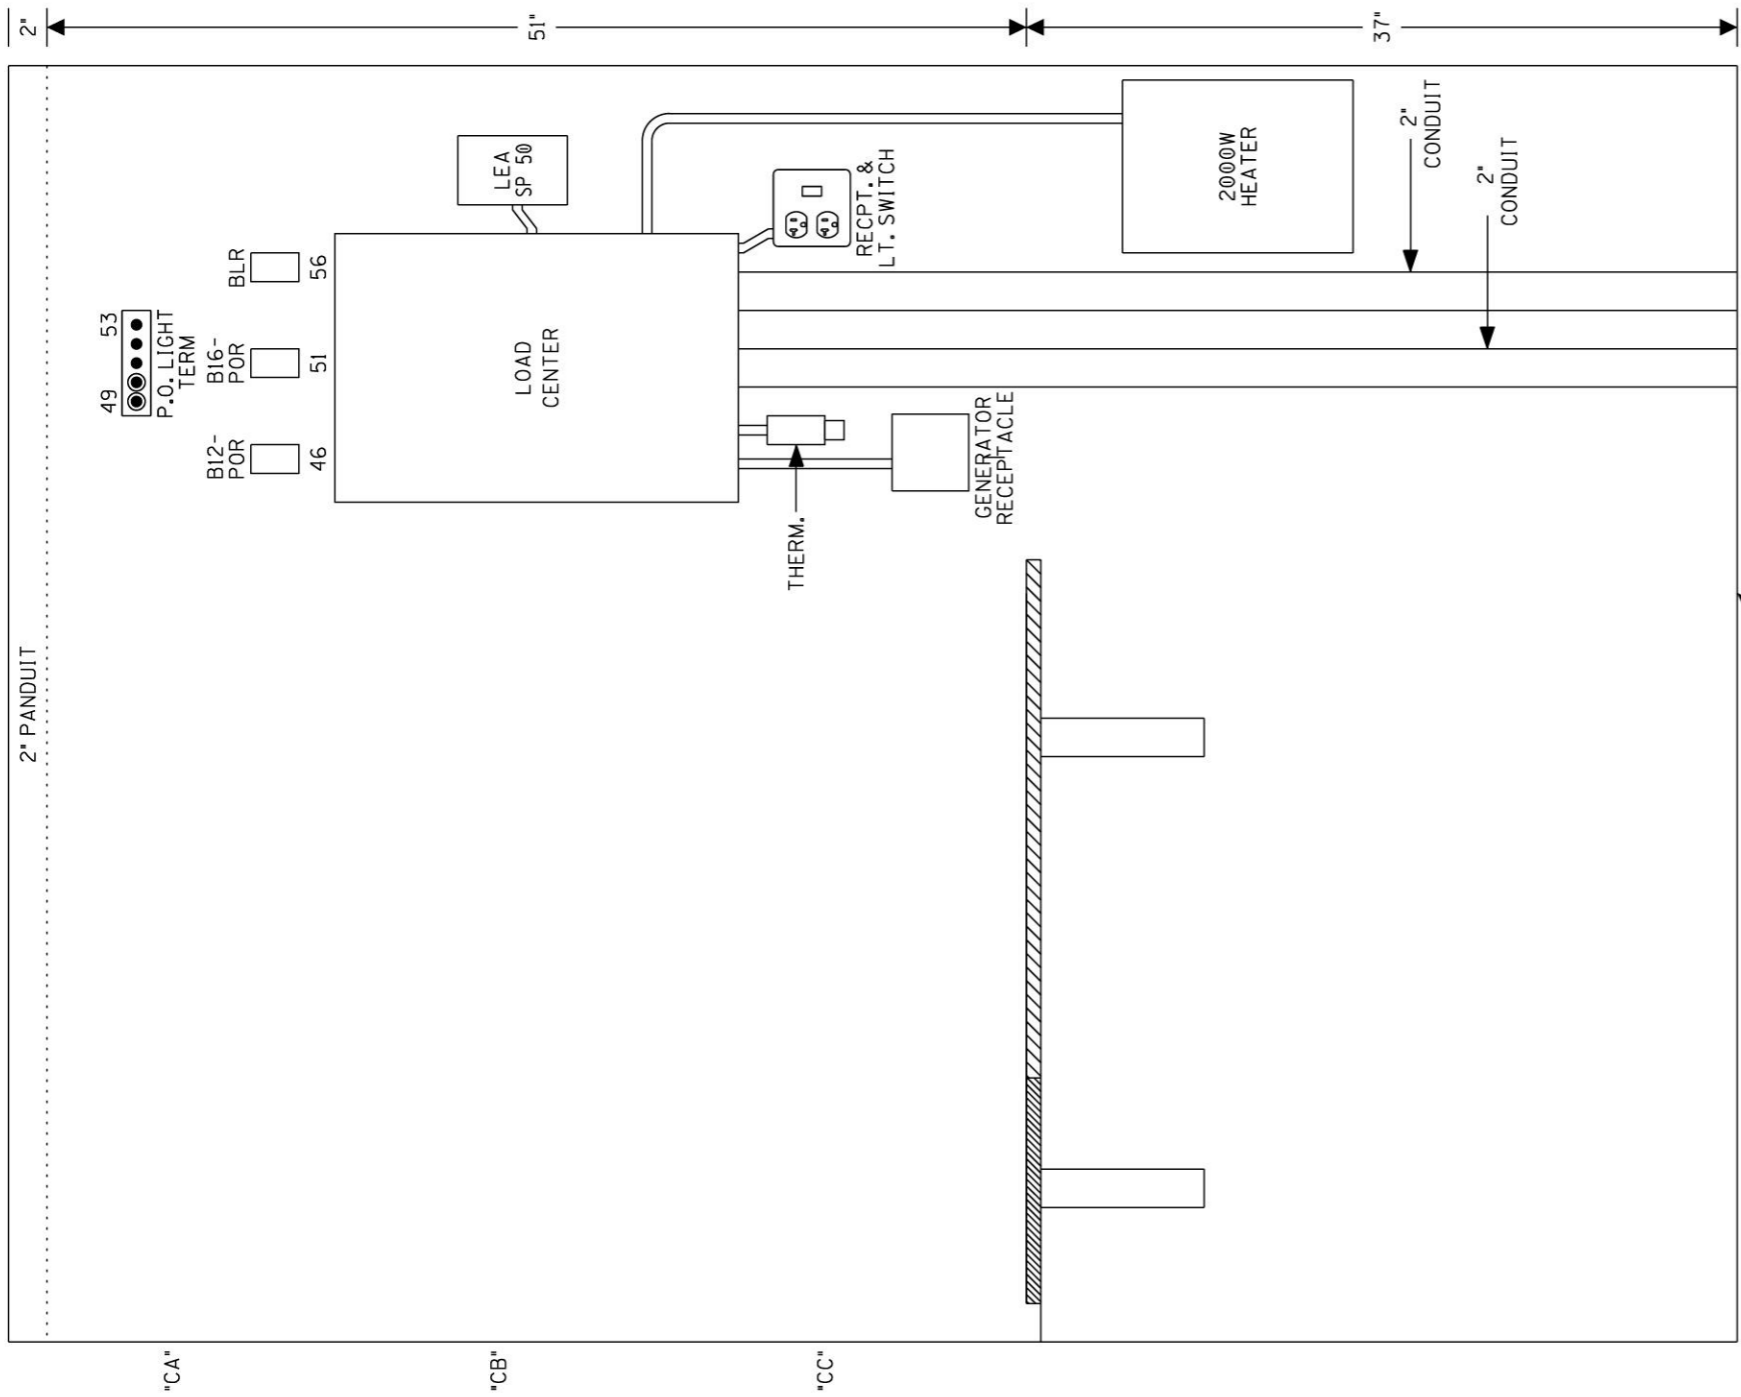 2"
51"
37"
2" PANDUIT
49
53
P.O. LIGHT
TERM
B12-
POR
46
B16-
POR
51
BLR
56
LEA
SP 50
LOAD
CENTER
RECPT. &
LT. SWITCH
THERM.
GENERATOR
RECEPTACLE
2000W
HEATER
2"
CONDUIT
2"
CONDUIT
"CA"
"CB"
"CC"